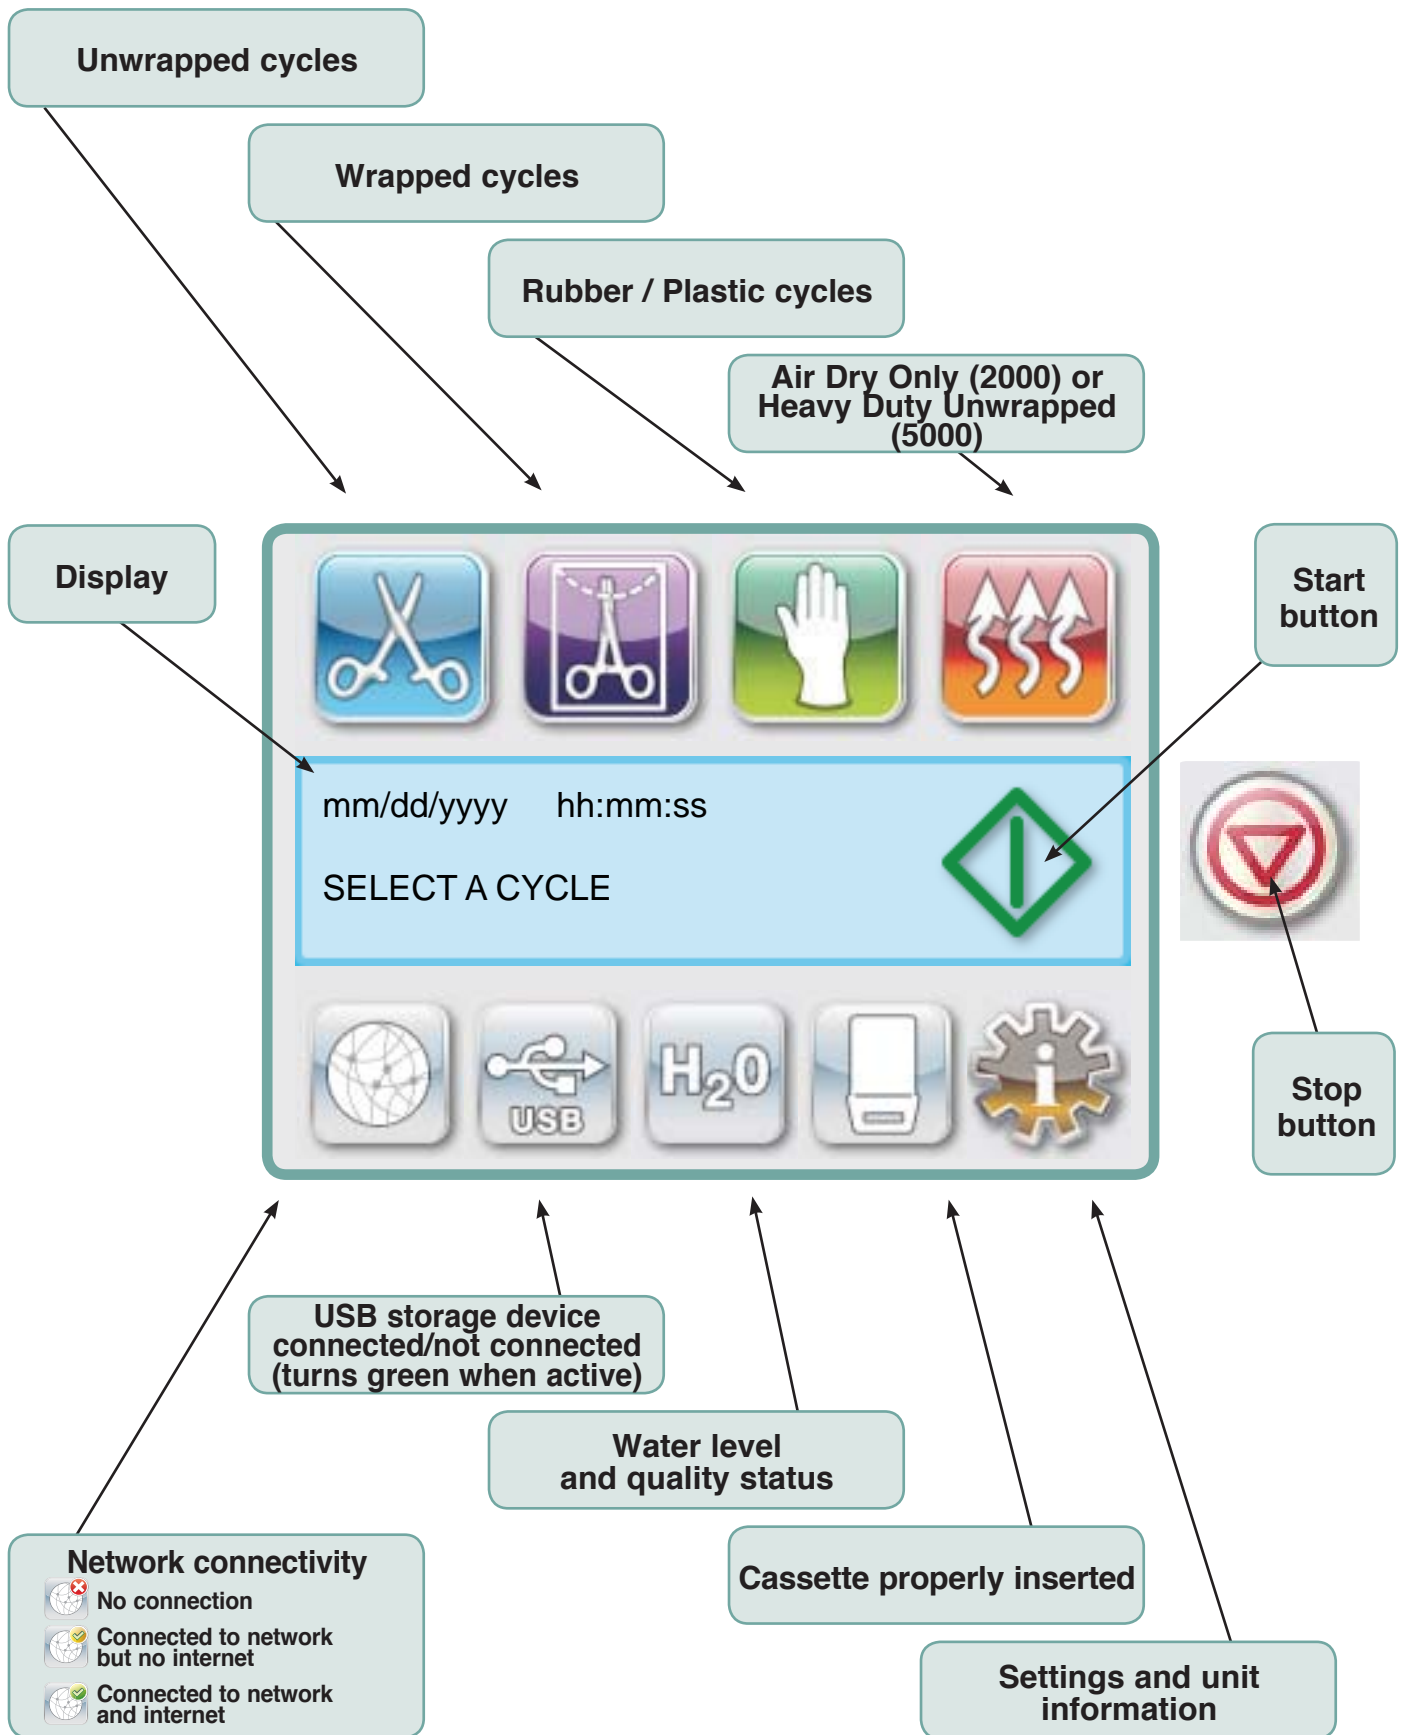 Unwrapped cycles
Wrapped cycles
Rubber / Plastic cycles
Air Dry Only (2000) or
Heavy Duty Unwrapped
(5000)
Display
Start
button
mm/dd/yyyy hh:mm:ss
SELECT A CYCLE
USB
H₂O
i
Stop
button
USB storage device
connected/not connected
(turns green when active)
Water level
and quality status
Network connectivity
No connection
Connected to network
but no internet
Connected to network
and internet
Cassette properly inserted
Settings and unit
information